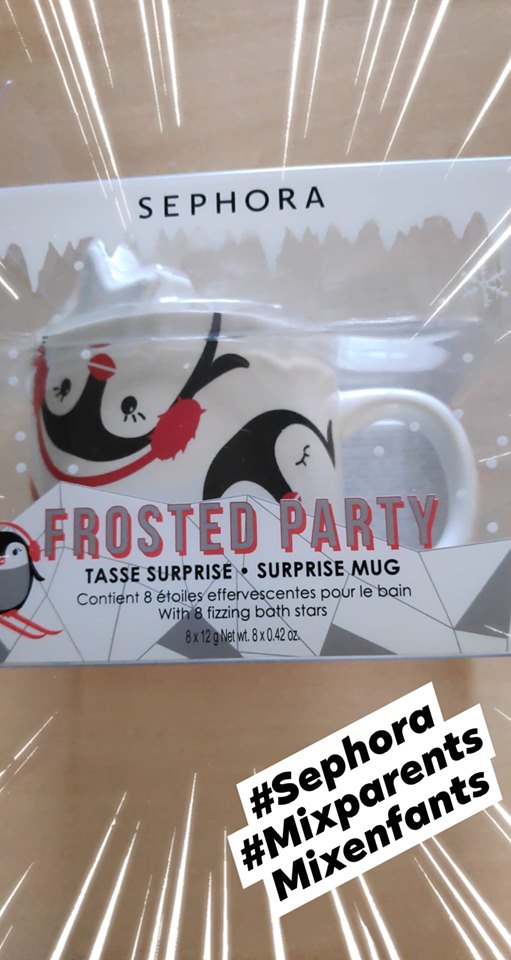 SEPHORA
FROSTED PARTY
TASSE SURPRISE • SURPRISE MUG
Contient 8 étoiles effervescentes pour le bain
With 8 fizzing bath stars
8 x 12 g Net wt. 8 x 0.42 oz.
#Sephora
#Mixparents
Mixenfants